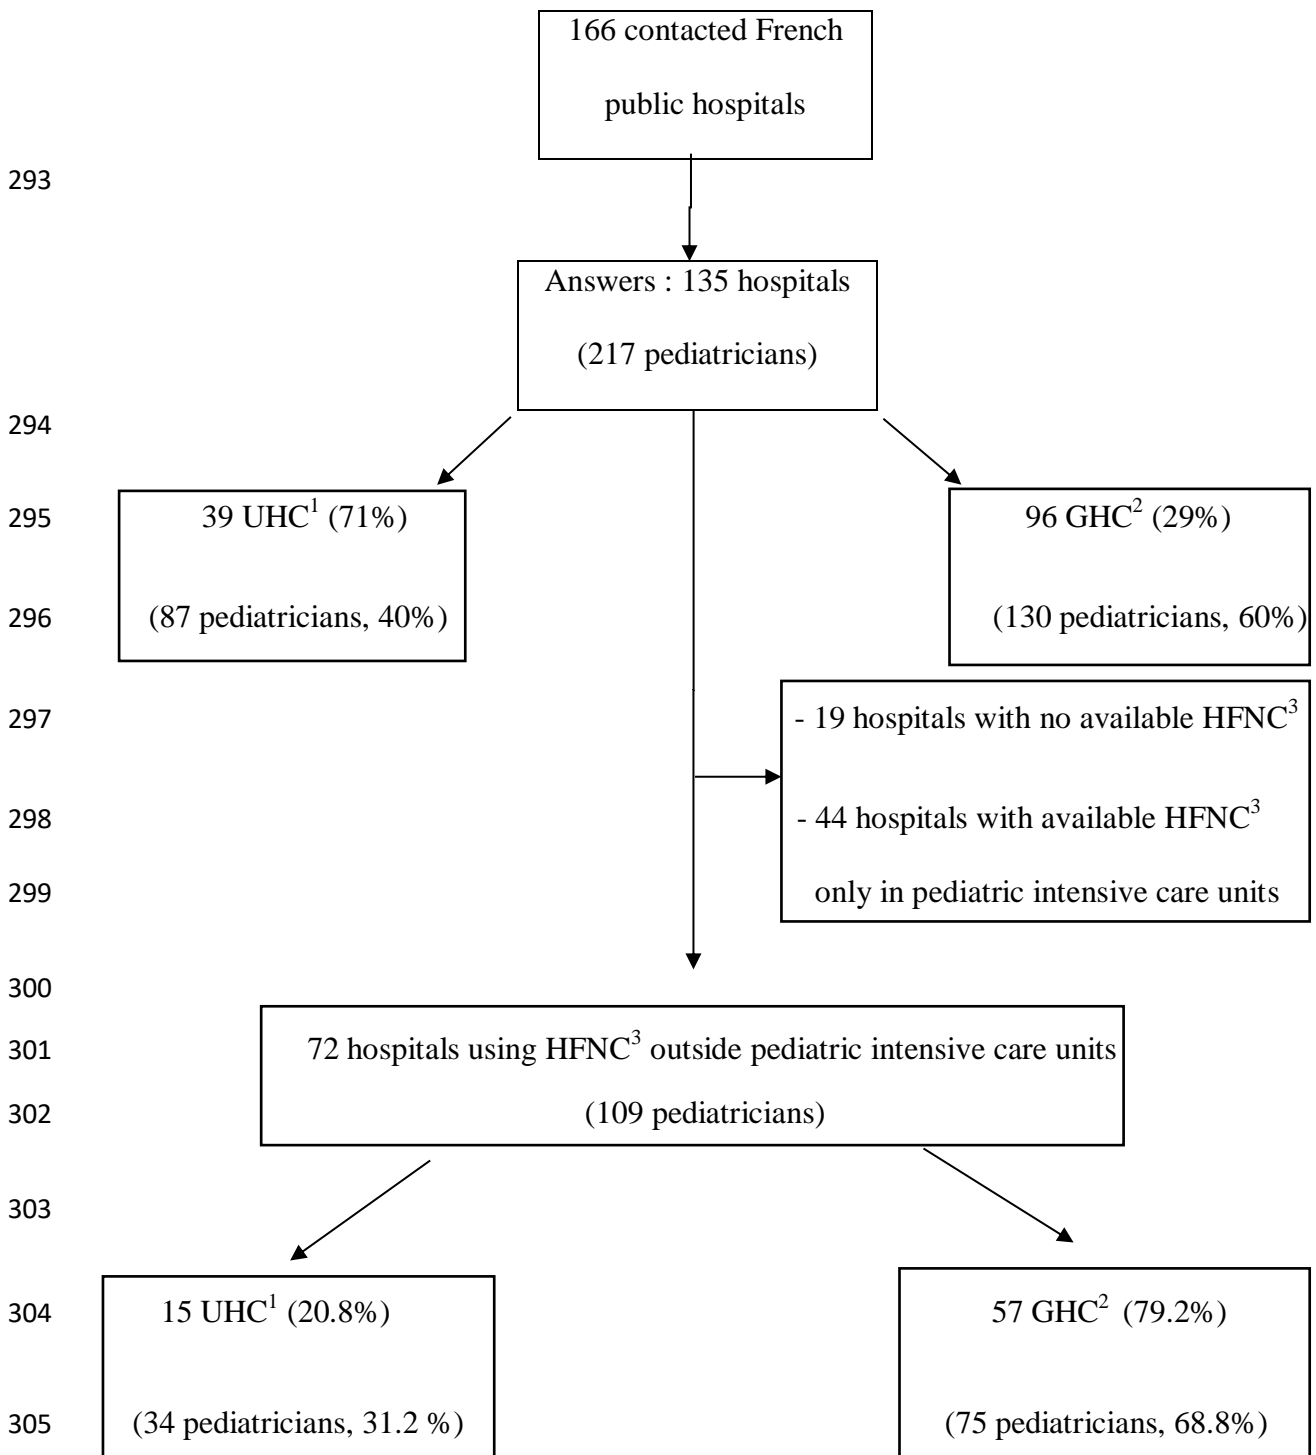 166 contacted French
public hospitals
293
Answers : 135 hospitals
(217 pediatricians)
294
295 39 UHC¹ (71%) 96 GHC² (29%)
296 (87 pediatricians, 40%) (130 pediatricians, 60%)
297 - 19 hospitals with no available HFNC³
298 - 44 hospitals with available HFNC³
299 only in pediatric intensive care units
300
301 72 hospitals using HFNC³ outside pediatric intensive care units
302 (109 pediatricians)
303
304 15 UHC¹ (20.8%) 57 GHC² (79.2%)
305 (34 pediatricians, 31.2 %) (75 pediatricians, 68.8%)